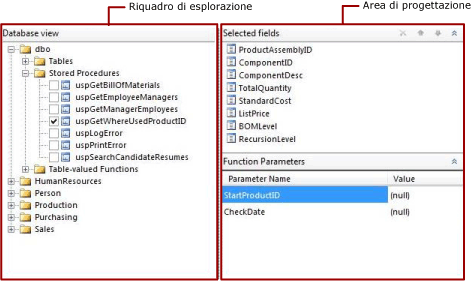 Riquadro di esplorazione
Area di progettazione
Database view
dbo
Tables
Stored Procedures
uspGetBillOfMaterials
uspGetEmployeeManagers
uspGetManagerEmployees
uspGetWhereUsedProductID
uspLogError
uspPrintError
uspSearchCandidateResumes
Table-valued Functions
HumanResources
Person
Production
Purchasing
Sales
Selected fields
ProductAssemblyID
ComponentID
ComponentDesc
TotalQuantity
StandardCost
ListPrice
BOMLevel
RecursionLevel
Function Parameters
Parameter Name Value
StartProductID (null)
CheckDate (null)